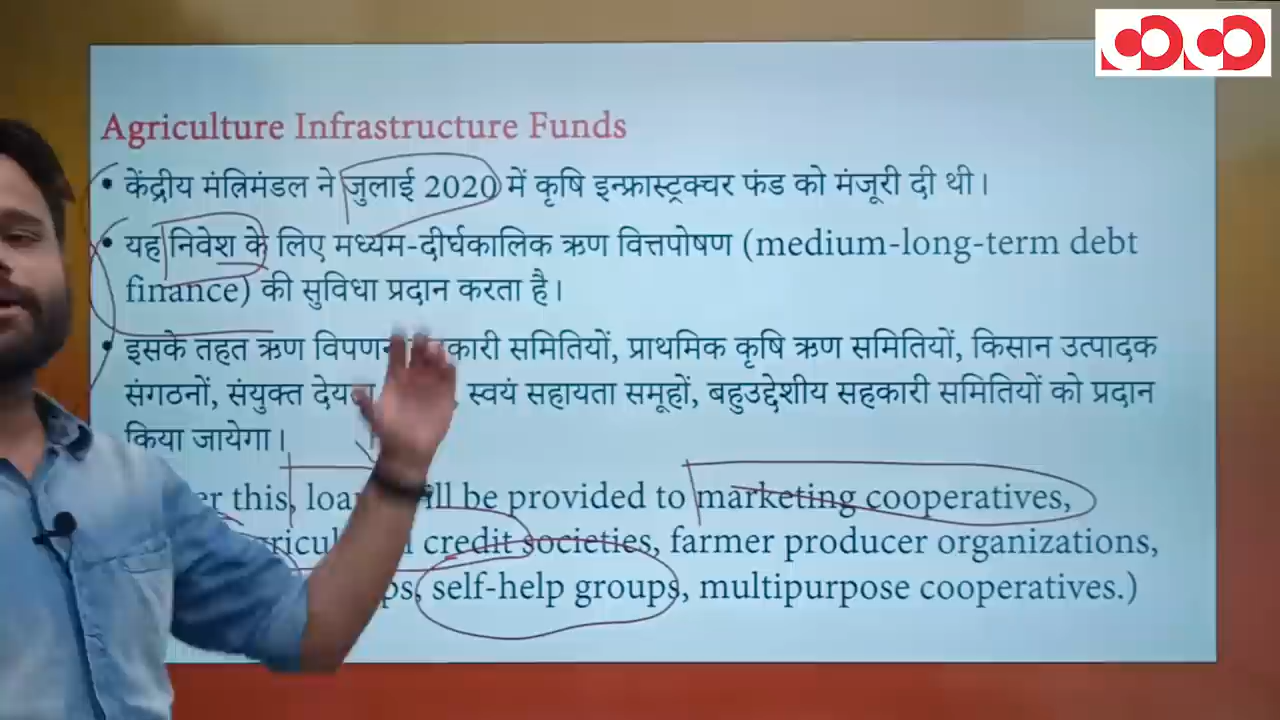 Agriculture Infrastructure Funds
• केंद्रीय मंत्रिमंडल ने जुलाई 2020 में कृषि इन्फ्रास्ट्रक्चर फंड को मंजूरी दी थी।
• यह निवेश के लिए मध्यम-दीर्घकालिक ऋण वित्तपोषण (medium-long-term debt
finance) की सुविधा प्रदान करता है।
• इसके तहत ऋण विपणन समितियों, प्राथमिक कृषि ऋण समितियों, किसान उत्पादक
संगठनों, संयुक्त स्वयं सहायता समूहों, बहुउद्देशीय सहकारी समितियों को प्रदान
किया जायेगा।
this, be provided to marketing cooperatives,
credit societies, farmer producer organizations,
self-help groups, multipurpose cooperatives.)